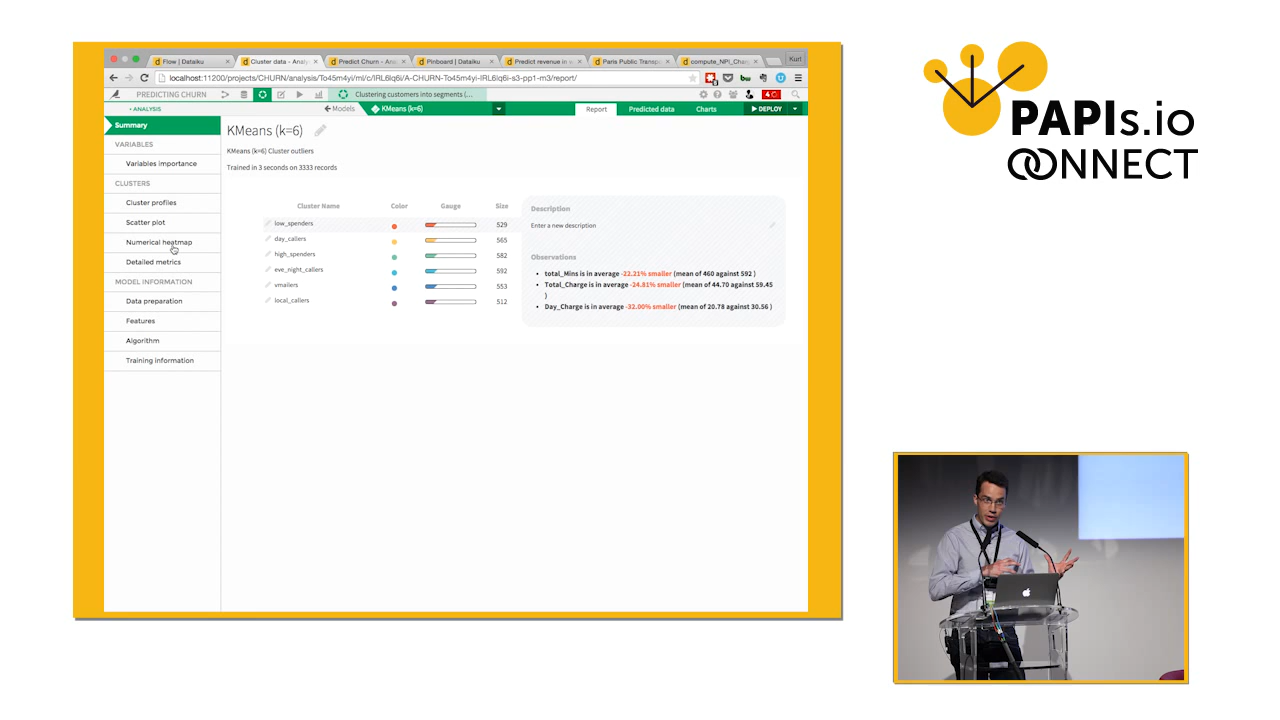 Flow | Dataiku
Cluster data - Analy
Predict Churn - Ana
Pinboard | Dataiku
Predict revenue in v
Paris Public Transpo
compute_NPI_Char
Kurt
localhost:11200/projects/CHURN/analysis/To45m4yi/ml/c/IRL6lq6i/A-CHURN-To45m4yi-IRL6lq6i-s3-pp1-m3/report/
PREDICTING CHURN
Clustering customers into segments (...
4
ANALYSIS
Models
KMeans (k=6)
Report
Predicted data
Charts
DEPLOY
Summary
VARIABLES
Variables importance
CLUSTERS
Cluster profiles
Scatter plot
Numerical heatmap
Detailed metrics
MODEL INFORMATION
Data preparation
Features
Algorithm
Training information
KMeans (k=6)
KMeans (k=6) Cluster outliers
Trained in 3 seconds on 3333 records
Cluster Name Color Gauge Size
low_spenders 529
day_callers 565
high_spenders 582
eve_night_callers 592
vmailers 553
local_callers 512
Description
Enter a new description
Observations
• total_Mins is in average -22.21% smaller (mean of 460 against 592 )
• Total_Charge is in average -24.81% smaller (mean of 44.70 against 59.45
)
• Day_Charge is in average -32.00% smaller (mean of 20.78 against 30.56 )
PAPIs.io
CONNECT